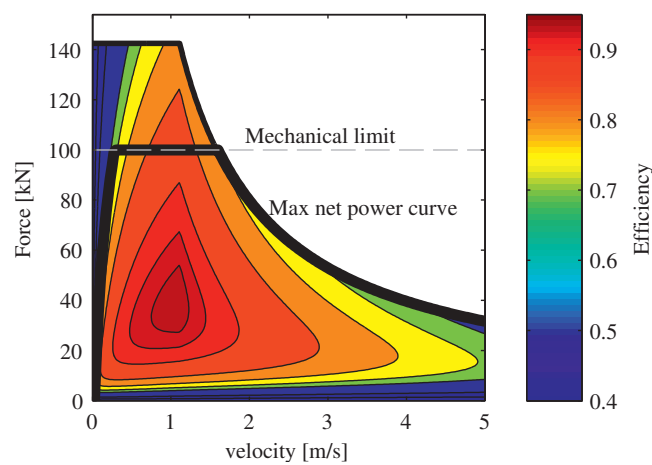 140
120
100
80
60
40
20
0
Force [kN]
Mechanical limit
Max net power curve
0 1 2 3 4 5
velocity [m/s]
0.9
0.8
0.7
0.6
0.5
0.4
Efficiency